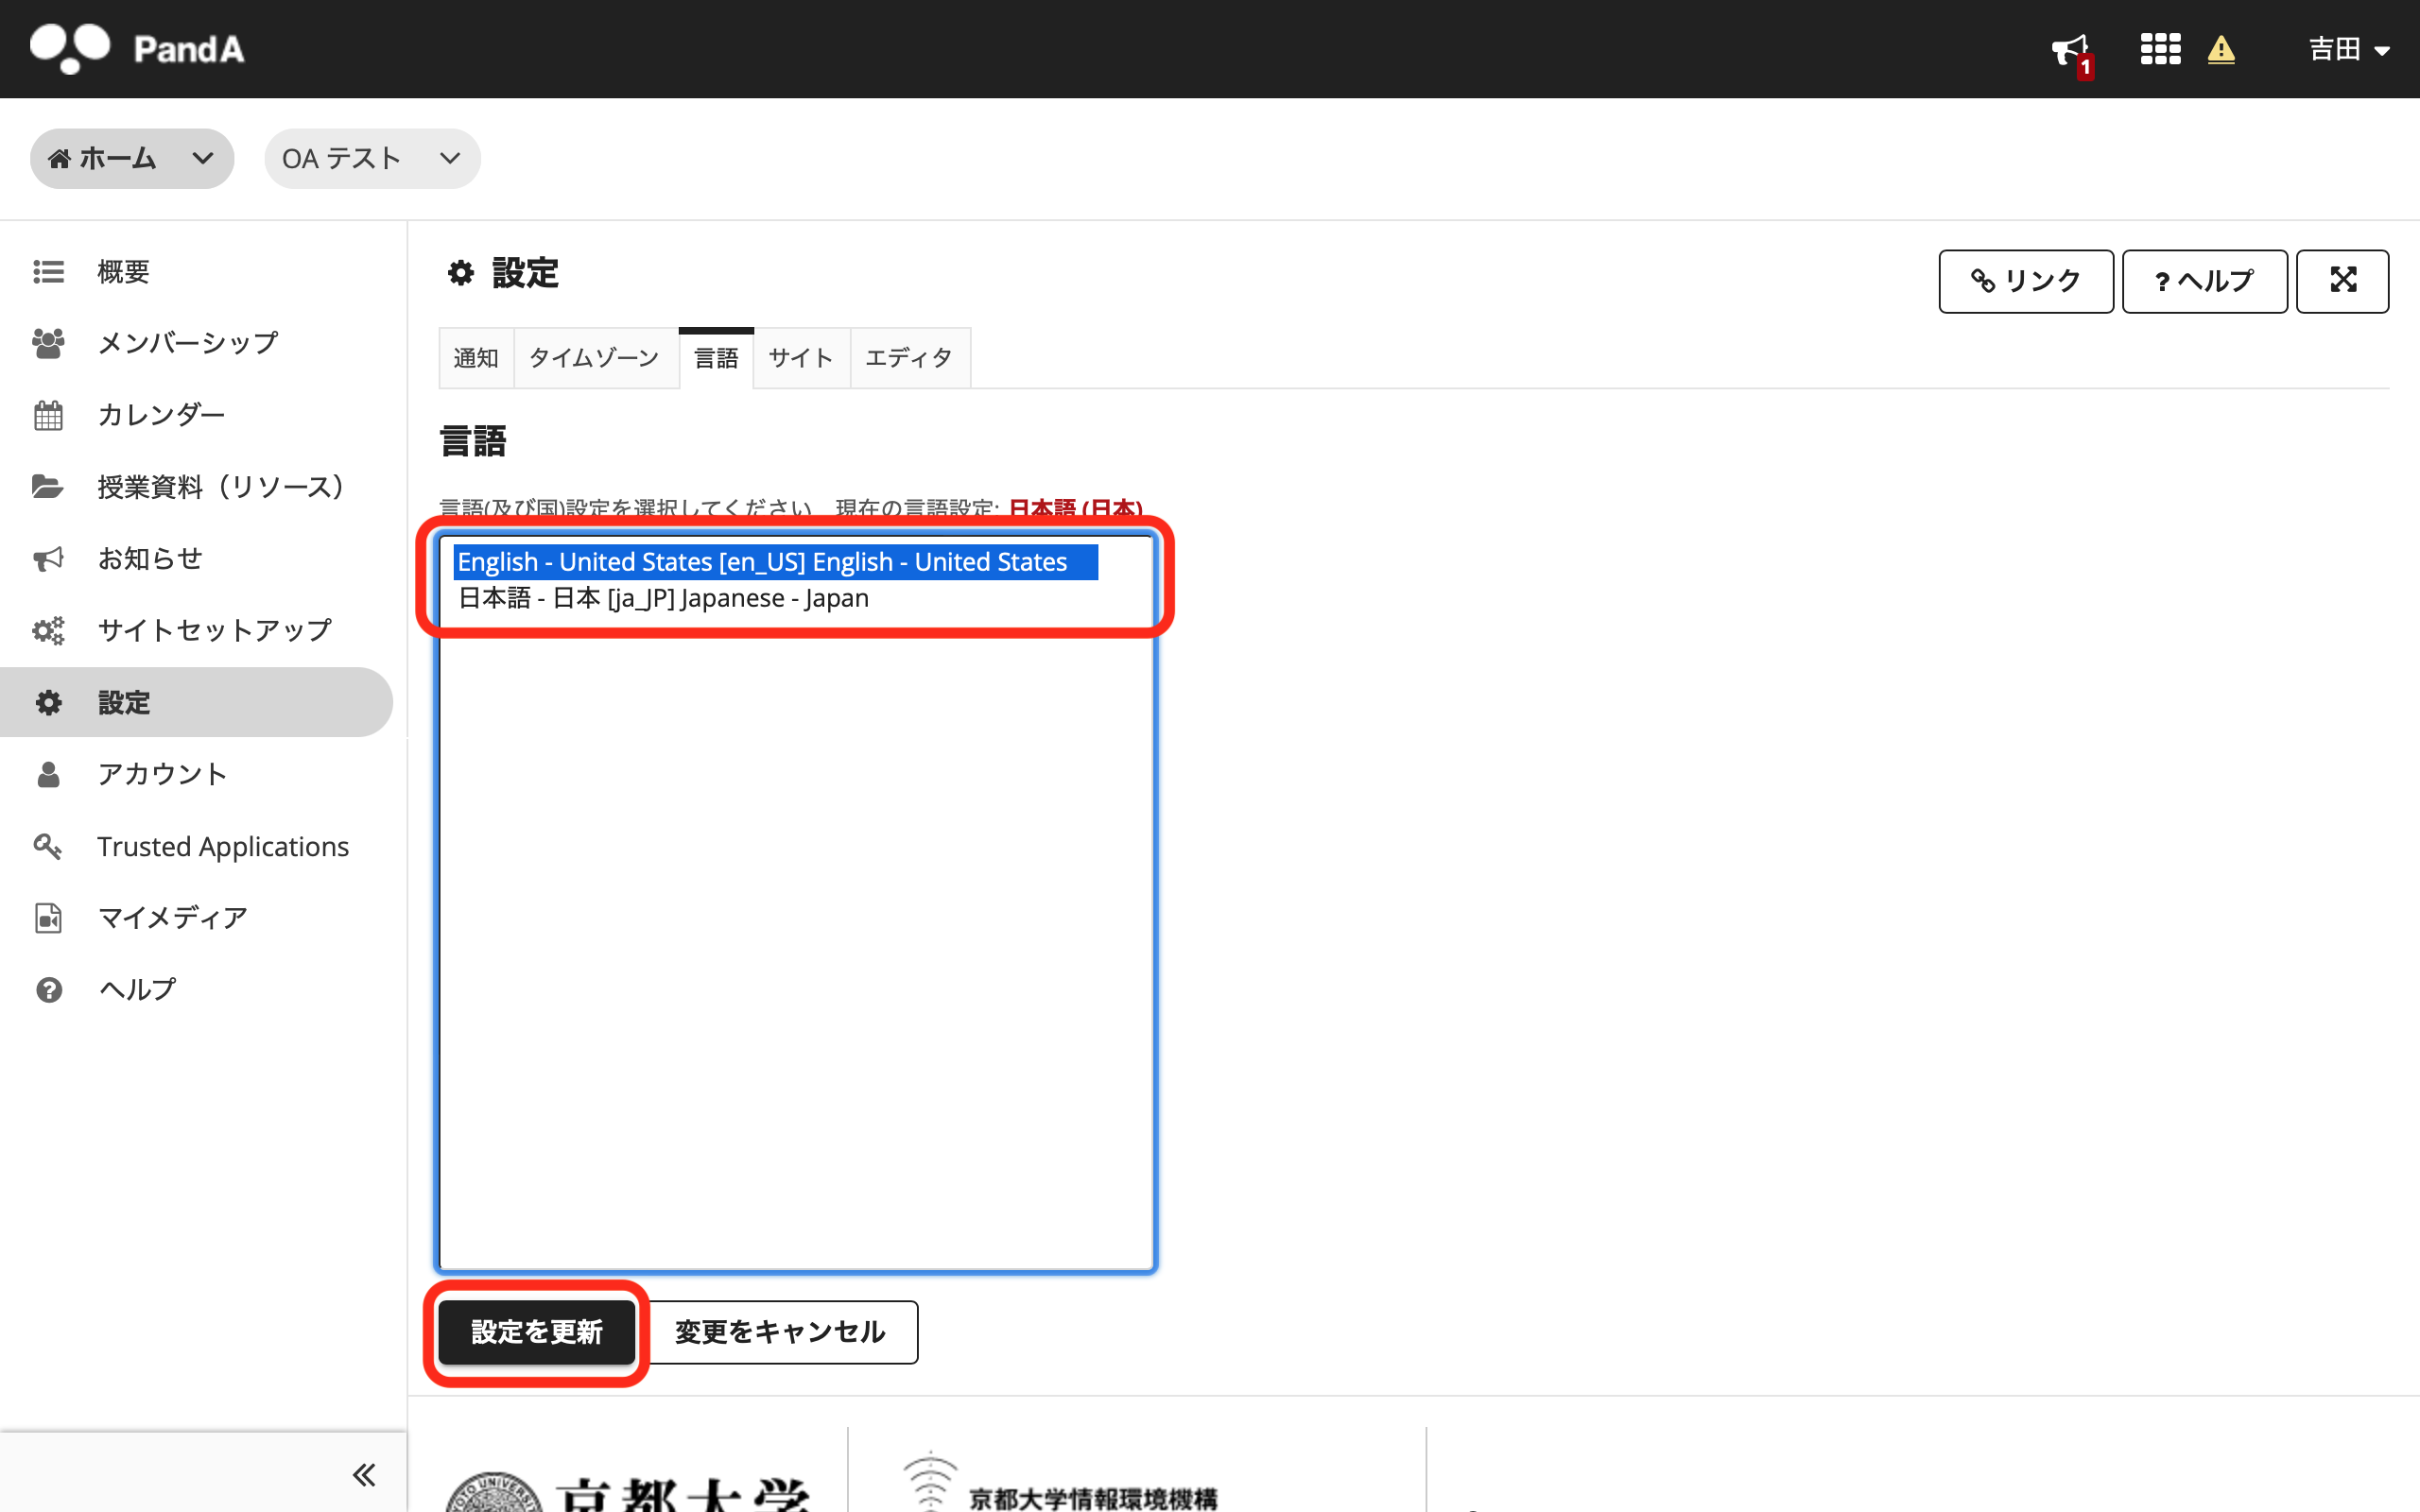 PandA
1
吉田
ホーム
OA テスト
概要
メンバーシップ
カレンダー
授業資料（リソース）
お知らせ
サイトセットアップ
設定
アカウント
Trusted Applications
マイメディア
ヘルプ
設定
リンク
? ヘルプ
通知
タイムゾーン
言語
サイト
エディタ
言語
言語(及び国)設定を選択してください 現在の言語設定: 日本語 (日本)
English - United States [en_US] English - United States
日本語 - 日本 [ja_JP] Japanese - Japan
設定を更新
変更をキャンセル
京都大学
京都大学情報環境機構